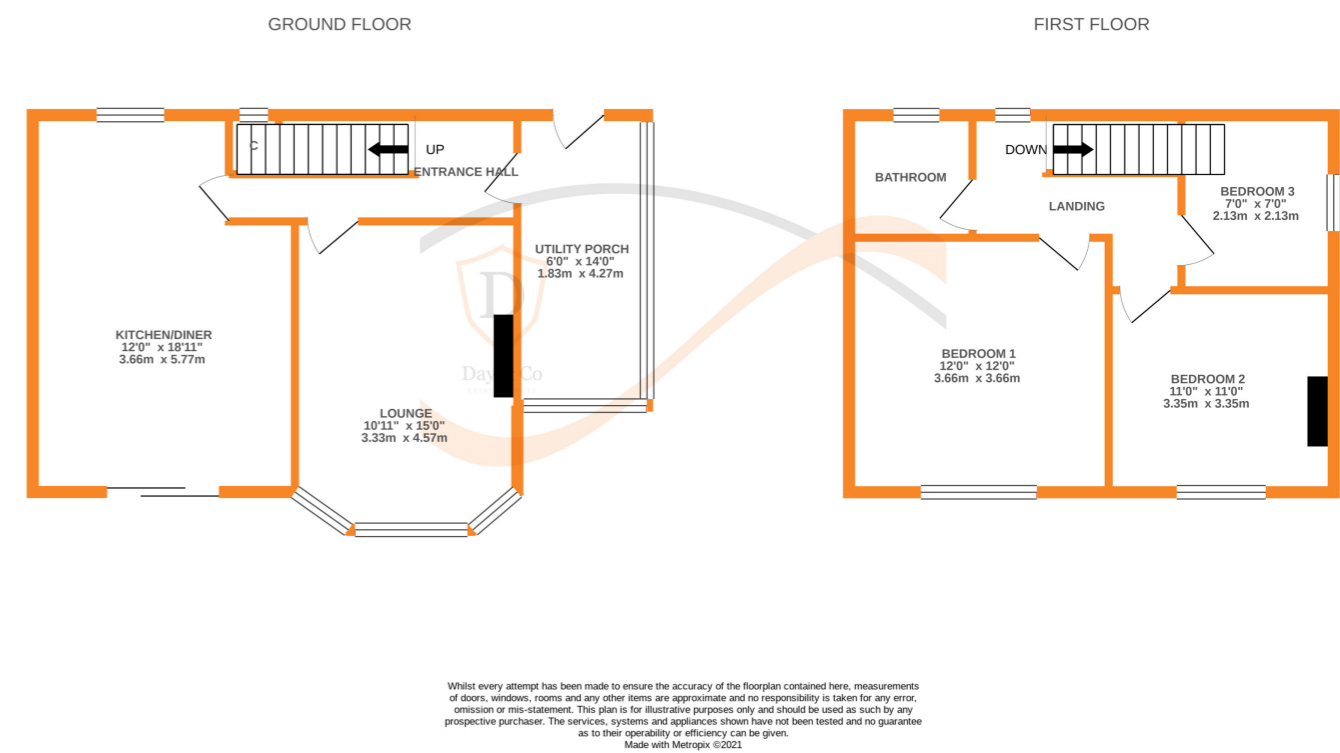 GROUND FLOOR
FIRST FLOOR
C
UP
ENTRANCE HALL
UTILITY PORCH
6'0" x 14'0"
1.83m x 4.27m
KITCHEN/DINER
12'0" x 18'11"
3.66m x 5.77m
LOUNGE
10'11" x 15'0"
3.33m x 4.57m
D
Day & Co
DOWN
BATHROOM
LANDING
BEDROOM 3
7'0" x 7'0"
2.13m x 2.13m
BEDROOM 1
12'0" x 12'0"
3.66m x 3.66m
BEDROOM 2
11'0" x 11'0"
3.35m x 3.35m
Whilst every attempt has been made to ensure the accuracy of the floorplan contained here, measurements
of doors, windows, rooms and any other items are approximate and no responsibility is taken for any error,
omission or mis-statement. This plan is for illustrative purposes only and should be used as such by any
prospective purchaser. The services, systems and appliances shown have not been tested and no guarantee
as to their operability or efficiency can be given.
Made with Metropix ©2021